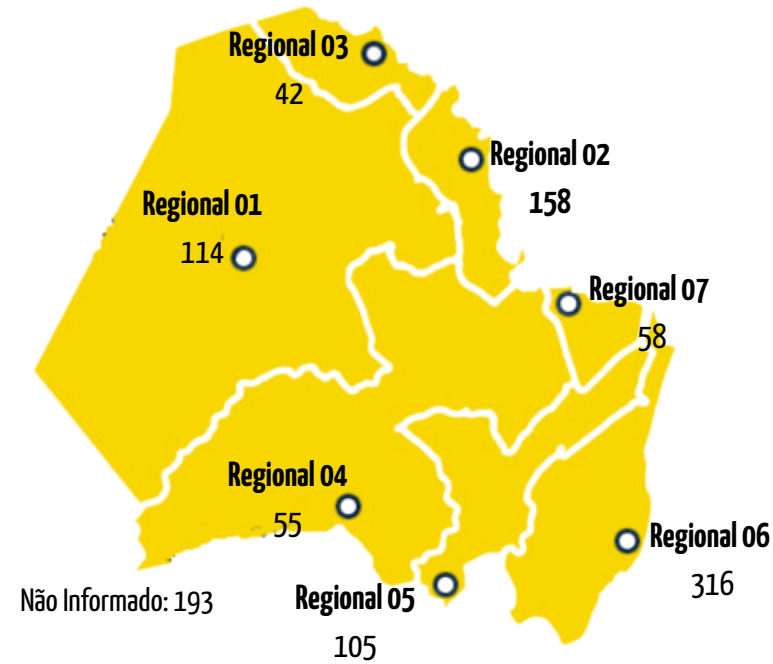 Regional 03
42
Regional 02
158
Regional 01
114
Regional 07
58
Regional 04
55
Regional 06
316
Não Informado: 193
Regional 05
105